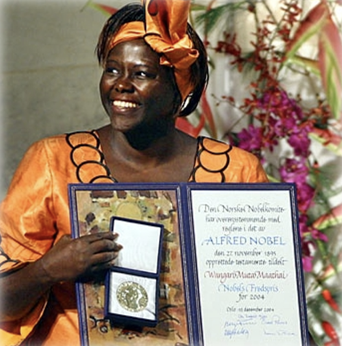 Den Norske Nobelkomite
har overensstemmende med
reglene i det av
ALFRED NOBEL
den 27. november 1895
opprettede testamente tildelt
Wangari Muta Maathai
Nobels Fredspris
for 2004
Oslo, 10. desember 2004